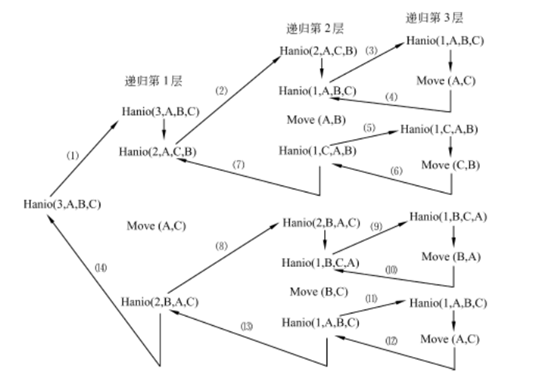 递归第1层
递归第2层
递归第3层
Hanio(3,A,B,C)
(1)
Hanio(3,A,B,C)
Hanio(2,A,C,B)
(2)
Hanio(2,A,C,B)
Hanio(1,A,B,C)
(3)
Hanio(1,A,B,C)
Move (A,C)
(4)
Move (A,B)
Hanio(1,C,A,B)
(5)
Hanio(1,C,A,B)
Move (C,B)
(6)
(7)
Move (A,C)
Hanio(2,B,A,C)
(8)
Hanio(2,B,A,C)
Hanio(1,B,C,A)
(9)
Hanio(1,B,C,A)
Move (B,A)
(10)
Move (B,C)
Hanio(1,A,B,C)
(11)
Hanio(1,A,B,C)
Move (A,C)
(12)
(13)
(14)